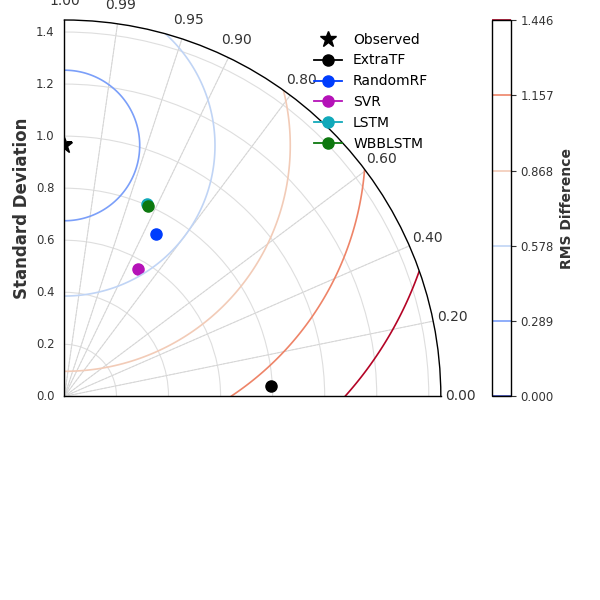 1.00
0.99
0.95
0.90
0.80
0.60
0.40
0.20
0.00
1.4
1.2
1.0
0.8
0.6
0.4
0.2
0.0
Standard Deviation
Observed
ExtraTF
RandomRF
SVR
LSTM
WBBLSTM
1.446
1.157
0.868
0.578
0.289
0.000
RMS Difference